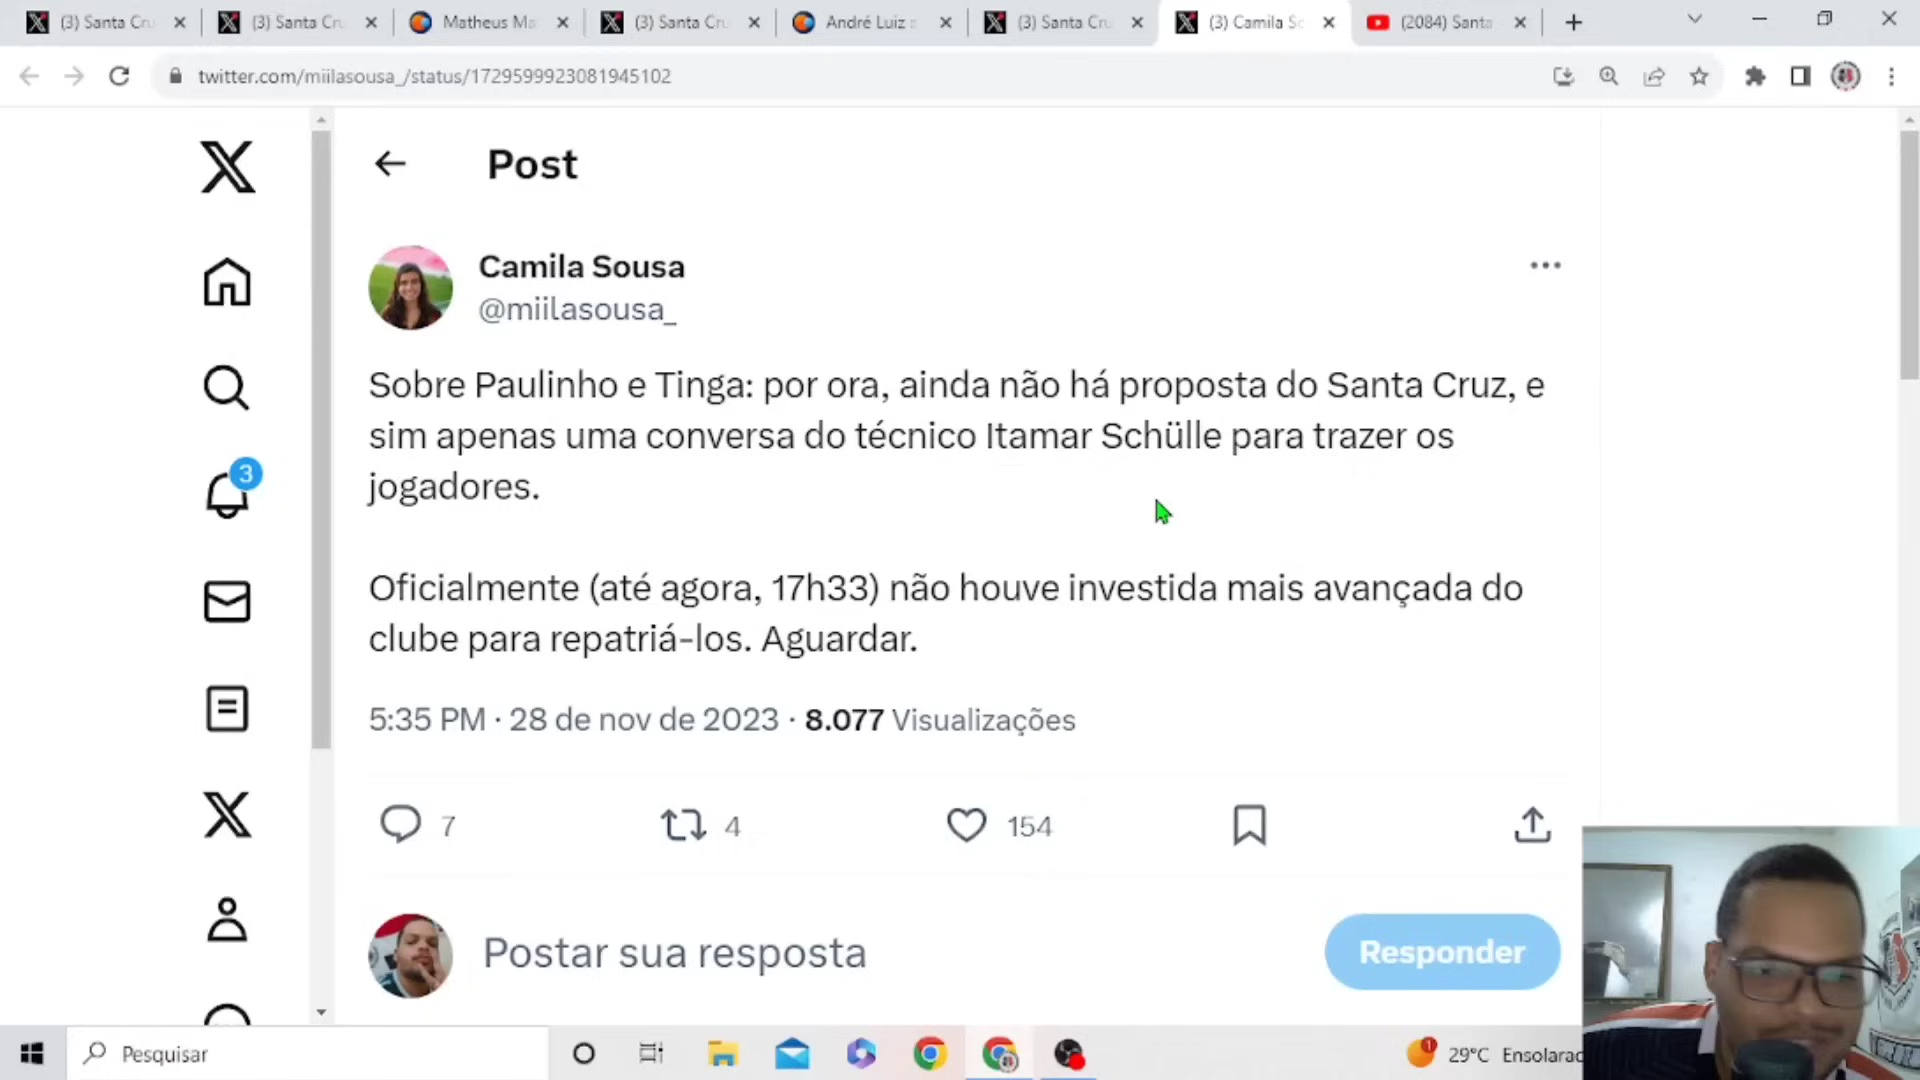 (3) Santa Cru
(3) Santa Cru
Matheus Ma
(3) Santa Cru
André Luiz
(3) Santa Cru
(3) Camila So
(2084) Santa
twitter.com/miilasousa_/status/1729599923081945102
Post
Camila Sousa
@miilasousa_
Sobre Paulinho e Tinga: por ora, ainda não há proposta do Santa Cruz, e
sim apenas uma conversa do técnico Itamar Schülle para trazer os
jogadores.
Oficialmente (até agora, 17h33) não houve investida mais avançada do
clube para repatriá-los. Aguardar.
5:35 PM · 28 de nov de 2023 · 8.077 Visualizações
3
7
4
154
Postar sua resposta
Responder
Pesquisar
1
29°C Ensolarad